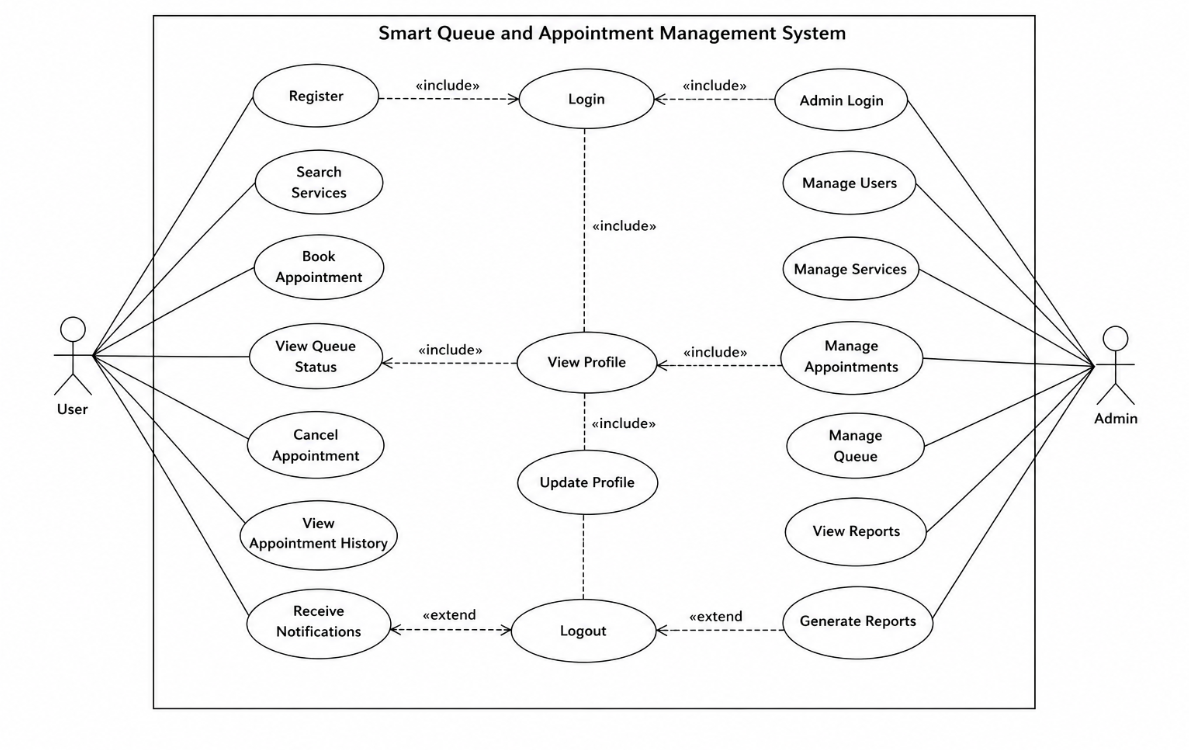 Smart Queue and Appointment Management System
Register
«include»
Login
«include»
Admin Login
Search
Services
Manage Users
«include»
Book
Appointment
Manage Services
View Queue
Status
«include»
View Profile
«include»
Manage
Appointments
User
Admin
«include»
Cancel
Appointment
Manage
Queue
Update Profile
View
Appointment History
View Reports
Receive
Notifications
«extend
Logout
«extend
Generate Reports